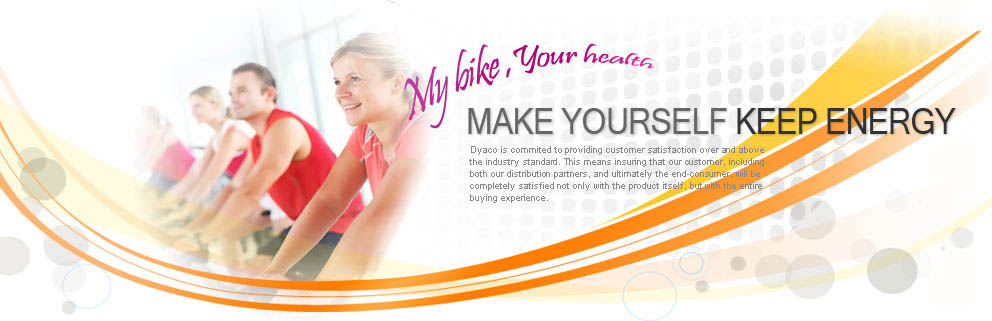 My bike, Your health
MAKE YOURSELF KEEP ENERGY
Dyaco is commited to providing customer satisfaction over and above
the industry standard. This means insuring that our customer, including
both our distribution partners, and ultimately the end-consumer, will be
completely satisfied not only with the product itself, but with the entire
buying experience.